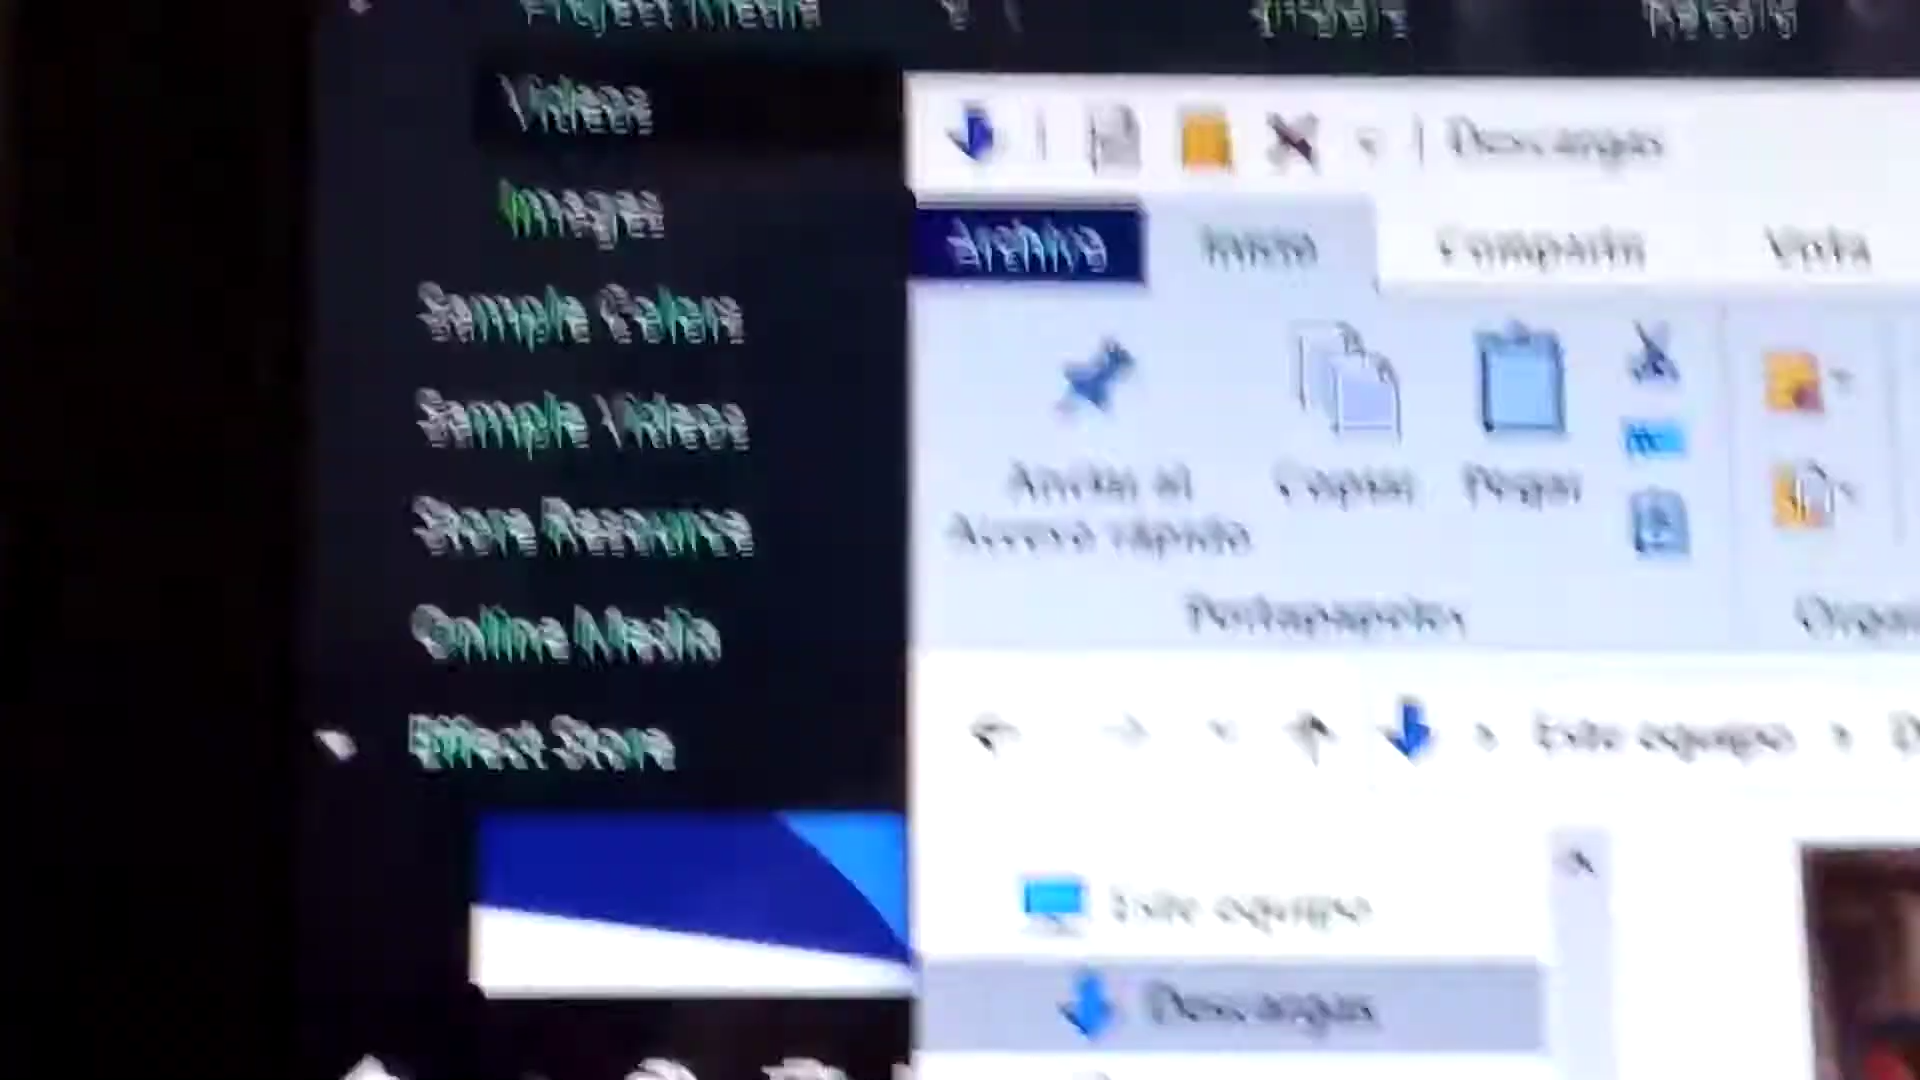 Project Media
Videos
Images
Sample Colors
Sample Videos
Store Resource
Online Media
Effect Store
Descargas
Archivo Inicio Compartir Vista
Anclar al
Acceso rápido
Copiar
Pegar
Portapapeles
Este equipo
Este equipo
Descargas